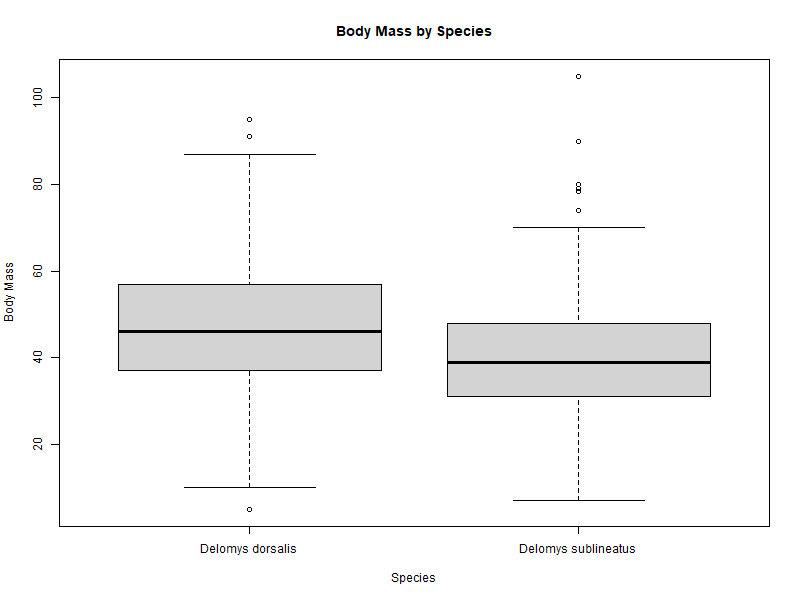 Body Mass by Species
100
80
60
40
20
Body Mass
Delomys dorsalis
Delomys sublineatus
Species